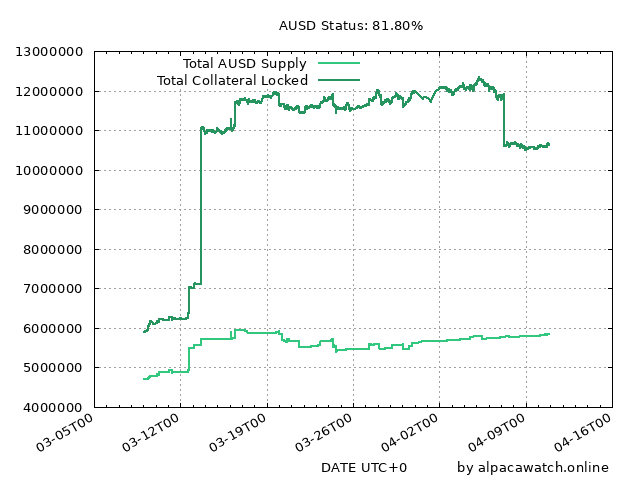 AUSD Status: 81.80%
13000000
Total AUSD Supply
Total Collateral Locked
12000000
11000000
10000000
9000000
8000000
7000000
6000000
5000000
4000000
03-05T00
03-12T00
03-19T00
03-26T00
04-02T00
04-09T00
04-16T00
DATE UTC+0
by alpacawatch.online